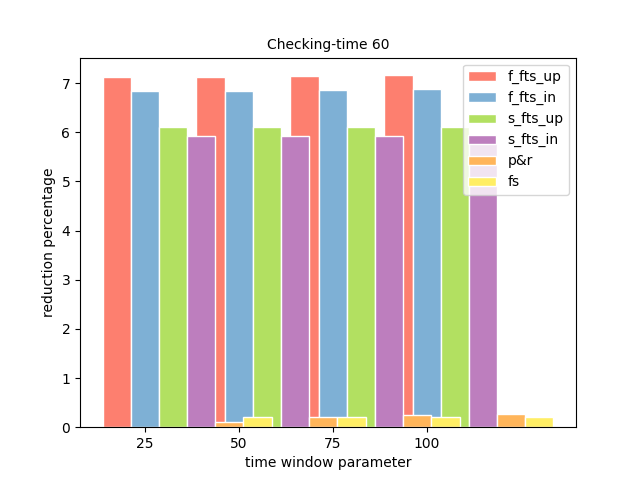 Checking-time 60
reduction percentage
7
6
5
4
3
2
1
0
f_fts_up
f_fts_in
s_fts_up
s_fts_in
p&r
fs
25 50 75 100
time window parameter